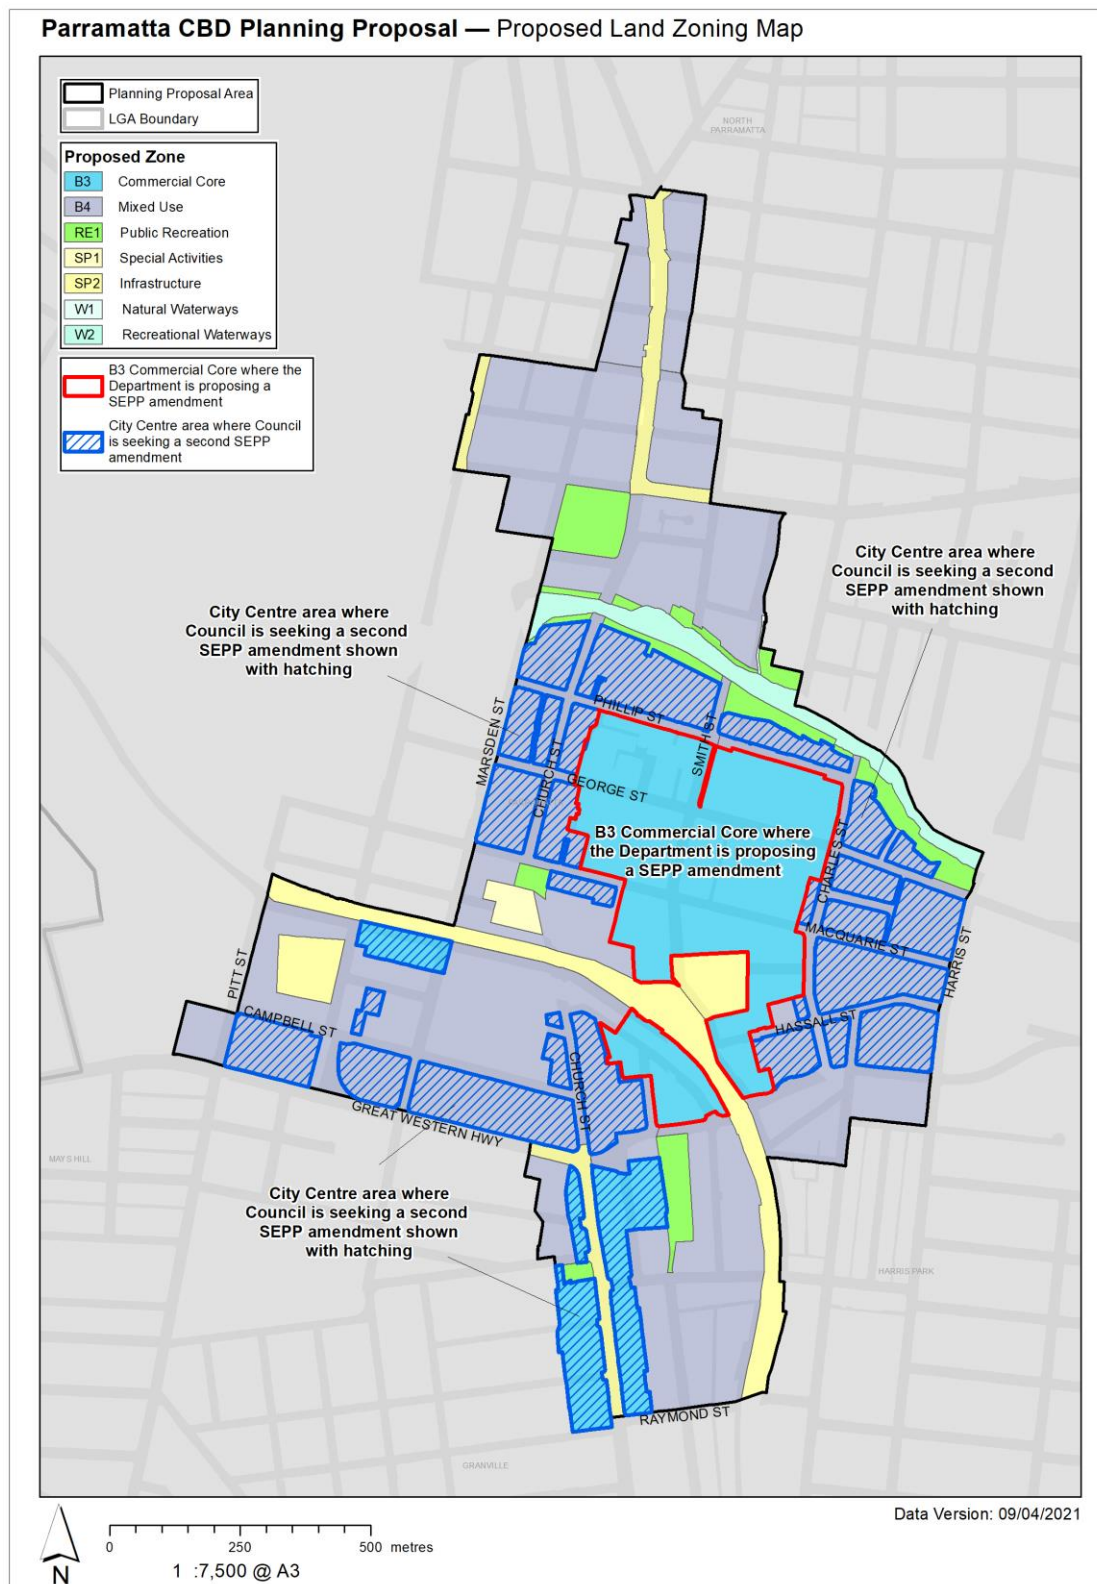 Parramatta CBD Planning Proposal — Proposed Land Zoning Map
Planning Proposal Area
LGA Boundary
Proposed Zone
B3 Commercial Core
B4 Mixed Use
RE1 Public Recreation
SP1 Special Activities
SP2 Infrastructure
W1 Natural Waterways
W2 Recreational Waterways
B3 Commercial Core where the
Department is proposing a
SEPP amendment
City Centre area where Council
is seeking a second SEPP
amendment
NORTH
PARRAMATTA
City Centre area where
Council is seeking a second
SEPP amendment shown
with hatching
City Centre area where
Council is seeking a second
SEPP amendment shown
with hatching
MARSDEN ST
CHURCH ST
PHILLIP ST
SMITH ST
GEORGE ST
B3 Commercial Core where
the Department is proposing
a SEPP amendment
CHARLES ST
MACQUARIE ST
HARRIS ST
HASSALL ST
PITT ST
CAMPBELL ST
CHURCH ST
GREAT WESTERN HWY
MAYS HILL
City Centre area where
Council is seeking a second
SEPP amendment shown
with hatching
HARRIS PARK
RAYMOND ST
GRANVILLE
Data Version: 09/04/2021
N
0 250 500 metres
1 :7,500 @ A3